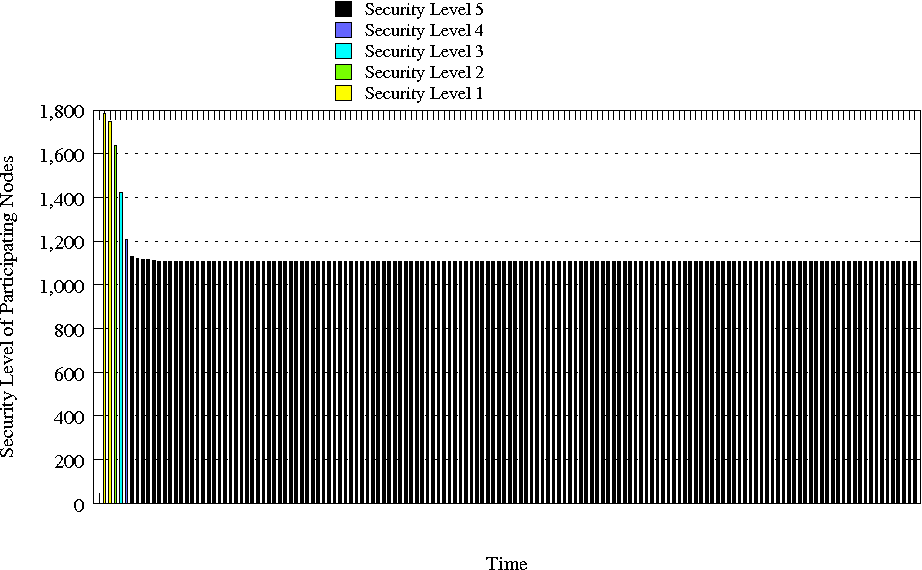 Security Level 5
Security Level 4
Security Level 3
Security Level 2
Security Level 1
1,800
1,600
1,400
1,200
1,000
800
600
400
200
0
Security Level of Participating Nodes
Time